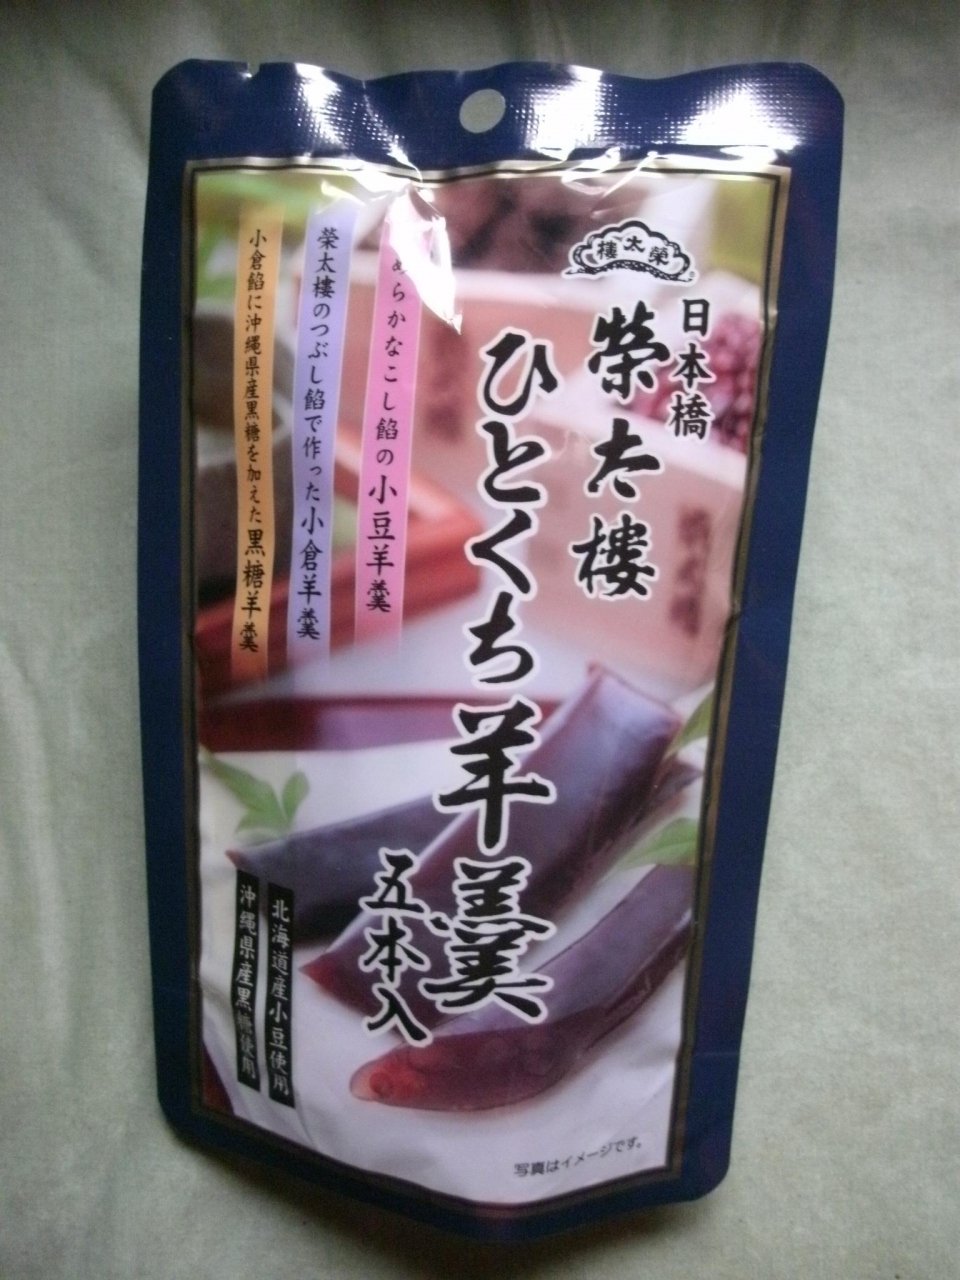 榮太樓
日本橋
榮太樓
ひとくち羊羹
五本入
めらかなこし餡の小豆羊羹
榮太樓のつぶし餡で作った小倉羊羹
小倉餡に沖縄県産黒糖を加えた黒糖羊羹
北海道産小豆使用
沖縄県産黒糖使用
写真はイメージです。